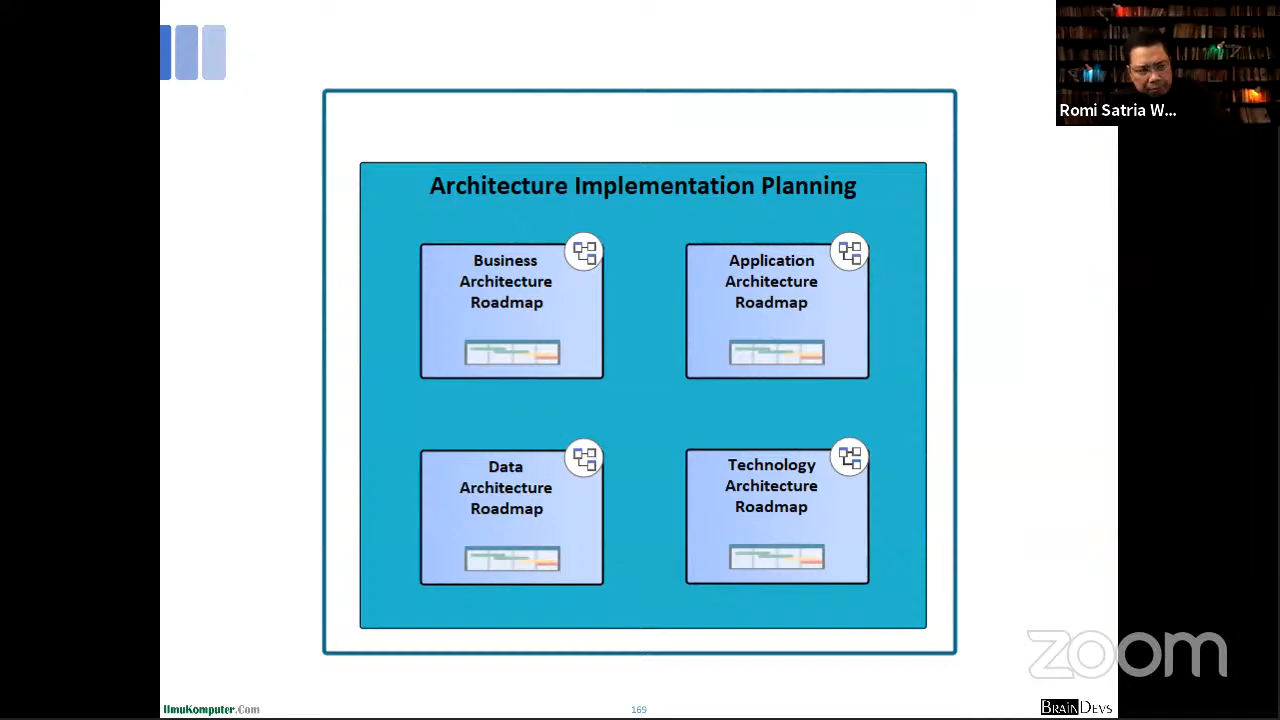 Romi Satria W...
Architecture Implementation Planning
Business
Architecture
Roadmap
Application
Architecture
Roadmap
Data
Architecture
Roadmap
Technology
Architecture
Roadmap
zoom
IlmuKomputer.Com
169
BRAINDEVS